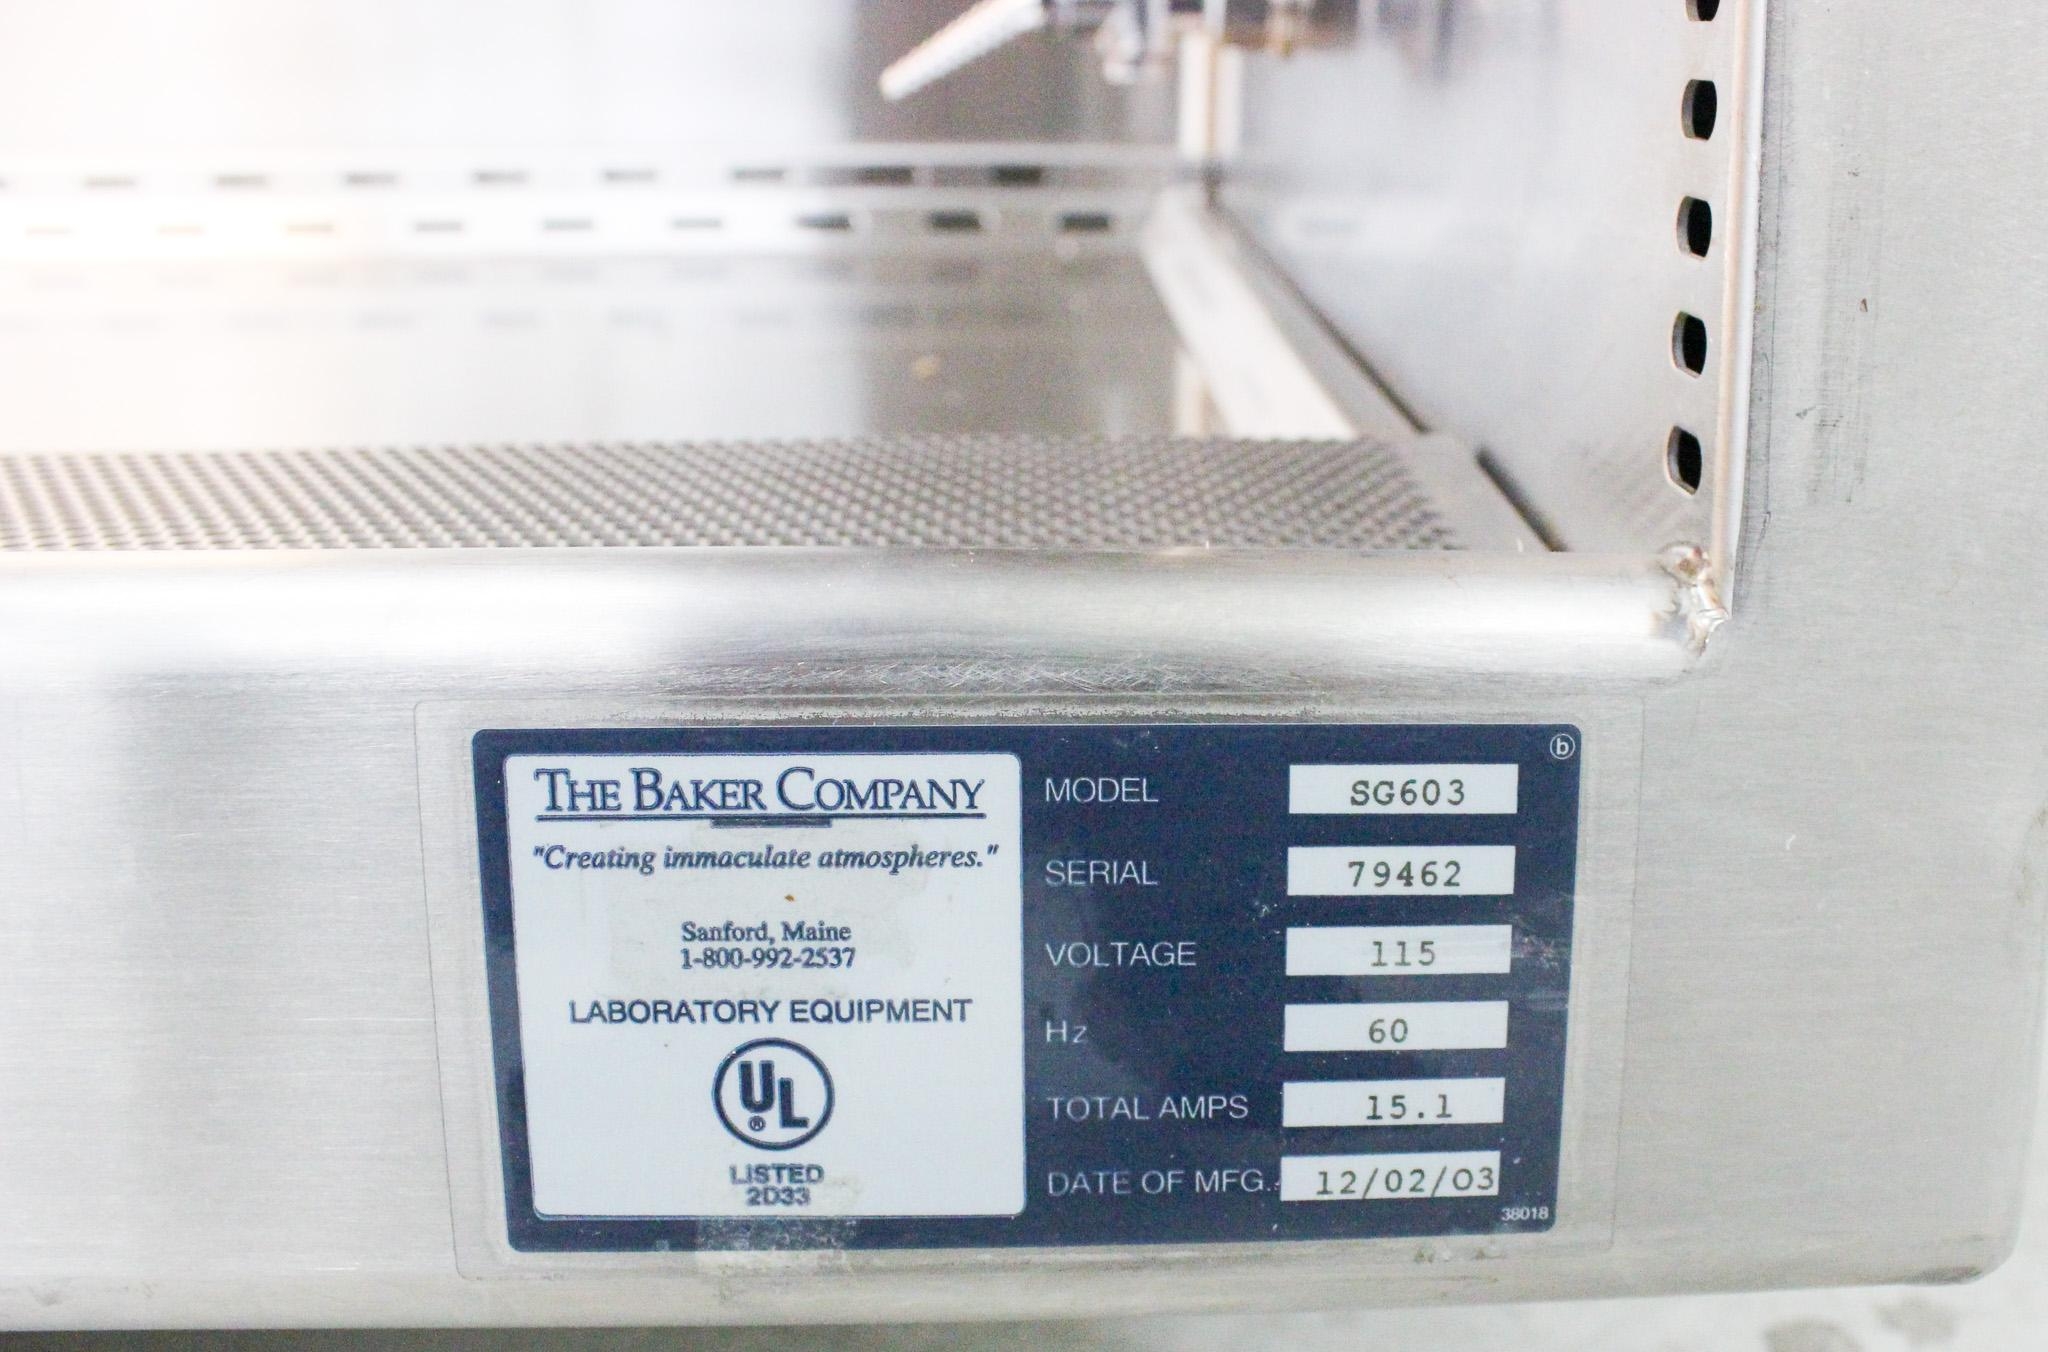 THE BAKER COMPANY
"Creating immaculate atmospheres."
Sanford, Maine
1-800-992-2537
LABORATORY EQUIPMENT
UL
®
LISTED
2D33
b
MODEL SG603
SERIAL 79462
VOLTAGE 115
Hz 60
TOTAL AMPS 15.1
DATE OF MFG. 12/02/03
38018